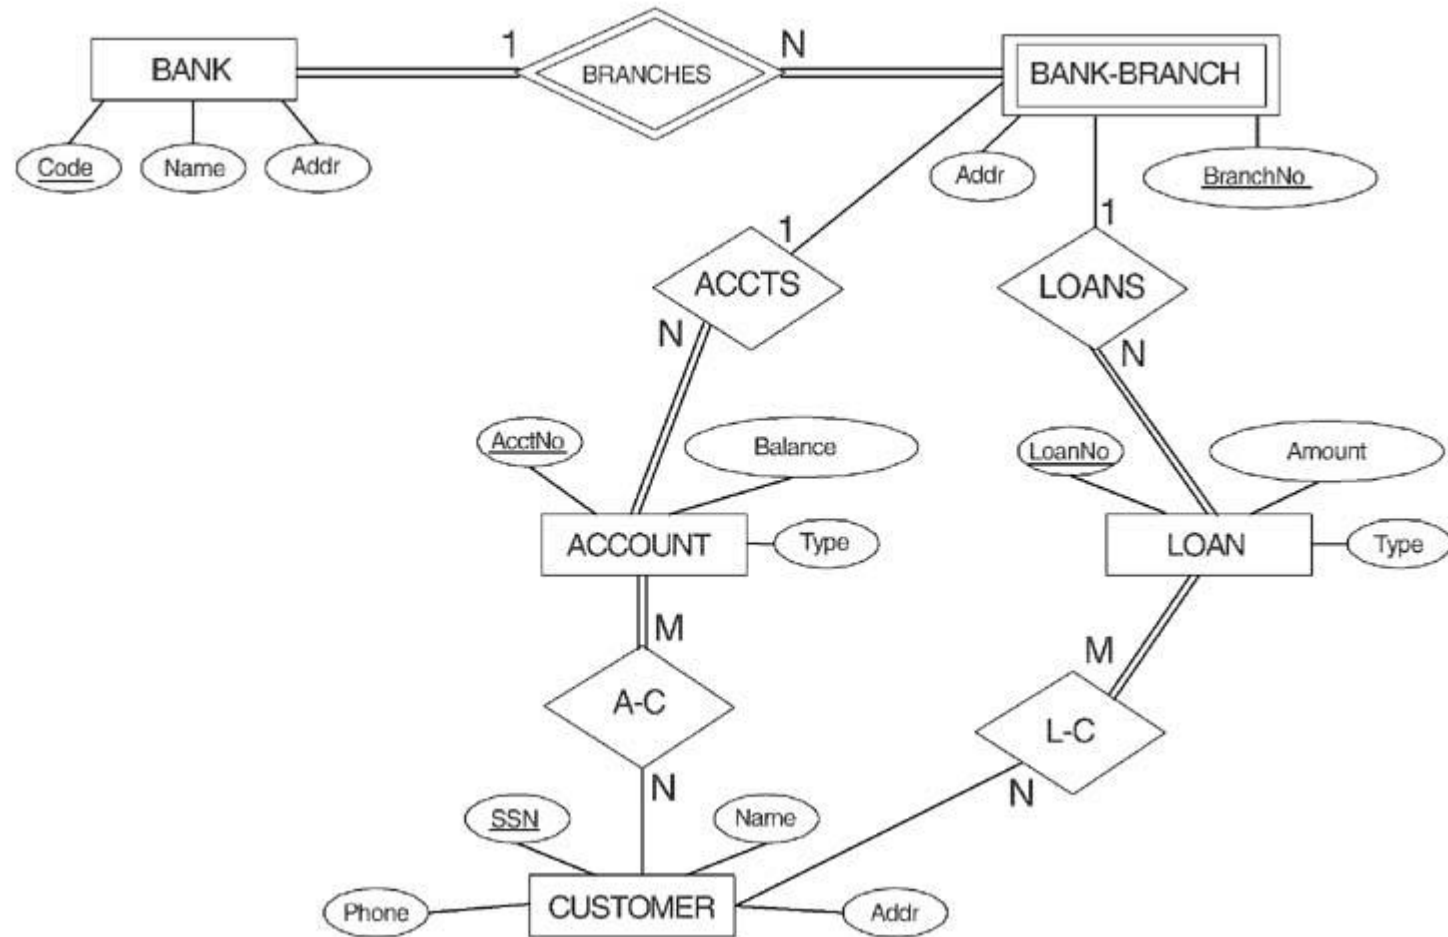 BANK
1
BRANCHES
N
BANK-BRANCH
Code
Name
Addr
Addr
BranchNo
1
ACCTS
N
1
LOANS
N
AcctNo
Balance
LoanNo
Amount
ACCOUNT
Type
LOAN
Type
M
A-C
N
M
L-C
N
SSN
Name
Phone
CUSTOMER
Addr